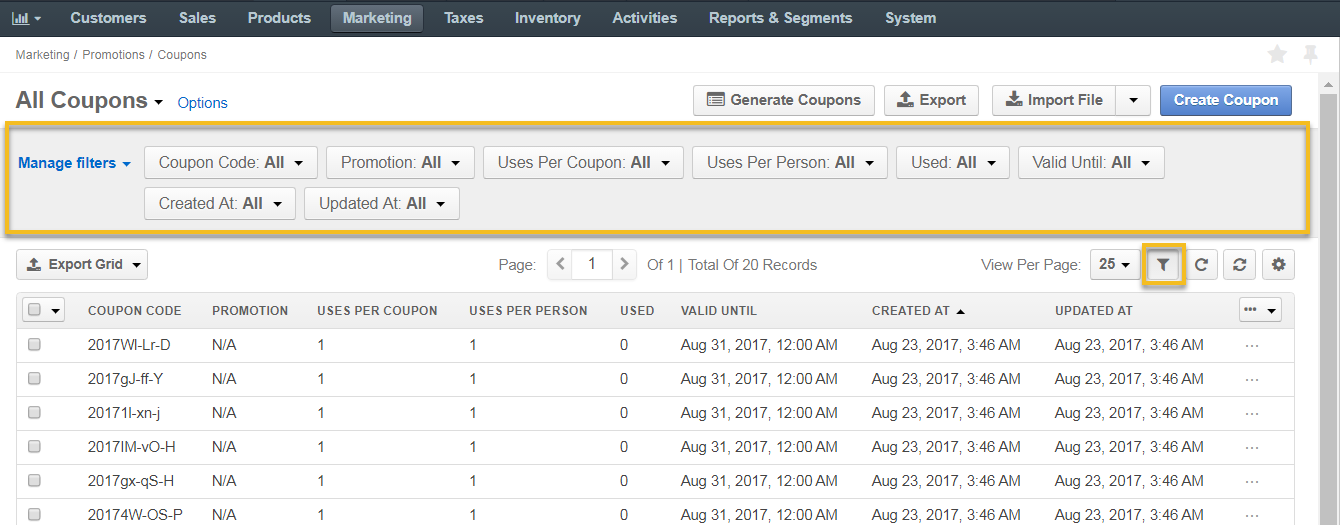 Customers Sales Products Marketing Taxes Inventory Activities Reports & Segments System
Marketing / Promotions / Coupons
All Coupons Options Generate Coupons Export Import File Create Coupon
Manage filters Coupon Code: All Promotion: All Uses Per Coupon: All Uses Per Person: All Used: All Valid Until: All
Created At: All Updated At: All
Export Grid Page: 1 Of 1 | Total Of 20 Records View Per Page: 25
COUPON CODE PROMOTION USES PER COUPON USES PER PERSON USED VALID UNTIL CREATED AT UPDATED AT
2017WI-Lr-D N/A 1 1 0 Aug 31, 2017, 12:00 AM Aug 23, 2017, 3:46 AM Aug 23, 2017, 3:46 AM
2017gJ-ff-Y N/A 1 1 0 Aug 31, 2017, 12:00 AM Aug 23, 2017, 3:46 AM Aug 23, 2017, 3:46 AM
20171l-xn-j N/A 1 1 0 Aug 31, 2017, 12:00 AM Aug 23, 2017, 3:46 AM Aug 23, 2017, 3:46 AM
2017IM-vO-H N/A 1 1 0 Aug 31, 2017, 12:00 AM Aug 23, 2017, 3:46 AM Aug 23, 2017, 3:46 AM
2017gx-qS-H N/A 1 1 0 Aug 31, 2017, 12:00 AM Aug 23, 2017, 3:46 AM Aug 23, 2017, 3:46 AM
20174W-OS-P N/A 1 1 0 Aug 31, 2017, 12:00 AM Aug 23, 2017, 3:46 AM Aug 23, 2017, 3:46 AM